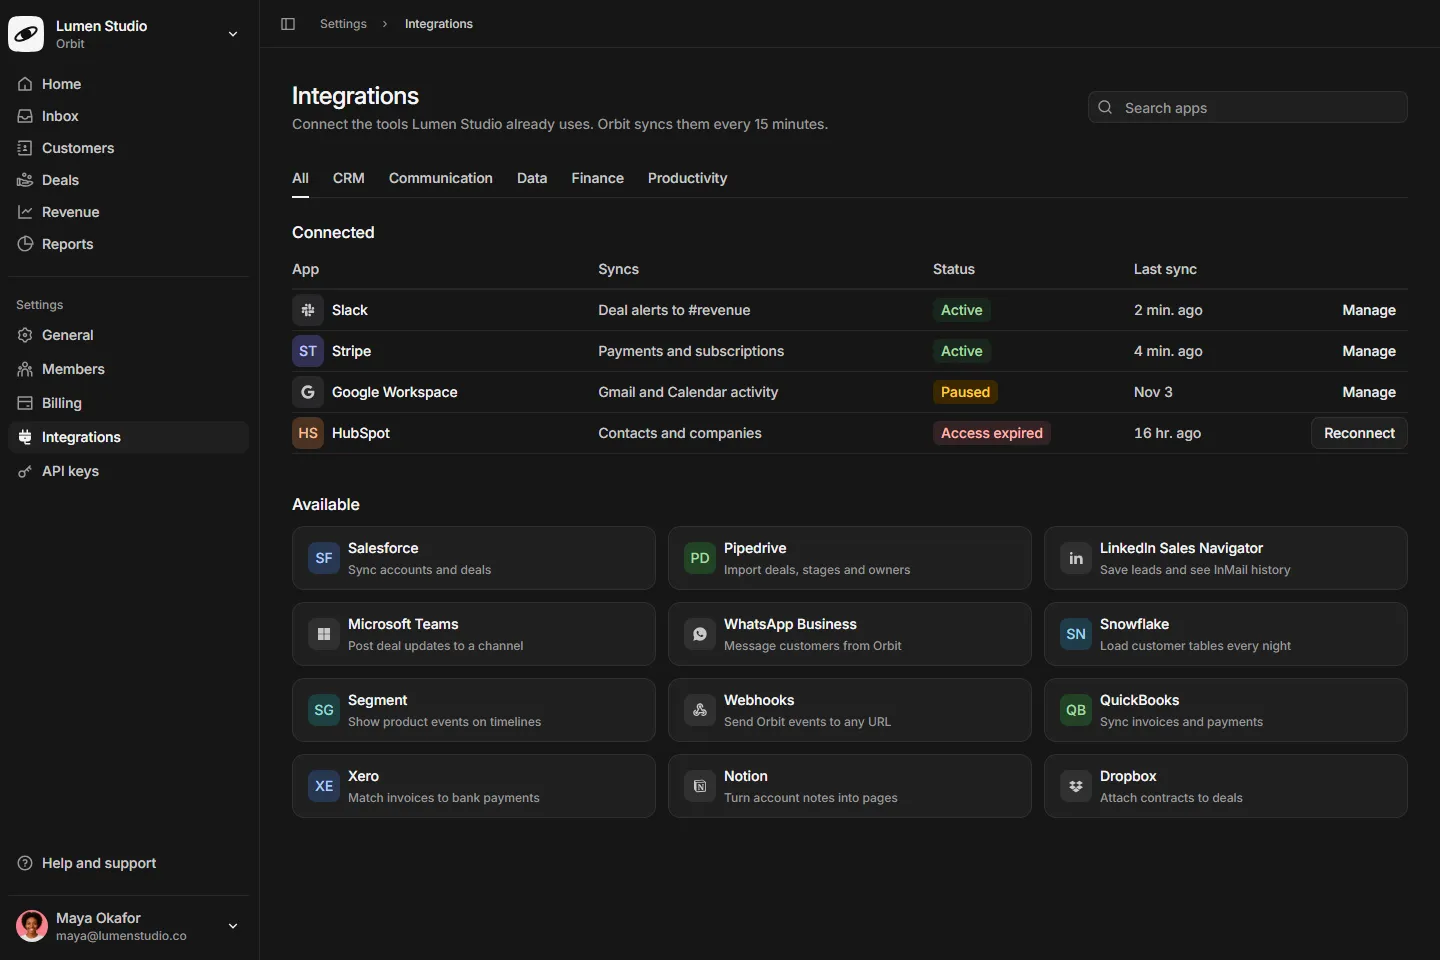 Lumen Studio
Orbit
Home
Inbox
Customers
Deals
Revenue
Reports
Settings
General
Members
Billing
Integrations
API keys
Help and support
Maya Okafor
maya@lumenstudio.co
Settings > Integrations
Integrations
Connect the tools Lumen Studio already uses. Orbit syncs them every 15 minutes.
Search apps
All CRM Communication Data Finance Productivity
Connected
App Syncs Status Last sync
Slack Deal alerts to #revenue Active 2 min. ago Manage
ST Stripe Payments and subscriptions Active 4 min. ago Manage
G Google Workspace Gmail and Calendar activity Paused Nov 3 Manage
HS HubSpot Contacts and companies Access expired 16 hr. ago Reconnect
Available
SF Salesforce
Sync accounts and deals
PD Pipedrive
Import deals, stages and owners
in LinkedIn Sales Navigator
Save leads and see InMail history
Microsoft Teams
Post deal updates to a channel
WhatsApp Business
Message customers from Orbit
SN Snowflake
Load customer tables every night
SG Segment
Show product events on timelines
Webhooks
Send Orbit events to any URL
QB QuickBooks
Sync invoices and payments
XE Xero
Match invoices to bank payments
N Notion
Turn account notes into pages
Dropbox
Attach contracts to deals